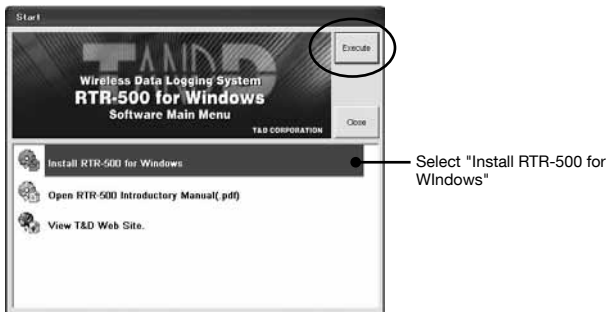 Start
TAND
Wireless Data Logging System
RTR-500 for Windows
Software Main Menu
T&D CORPORATION
Execute
Close
Install RTR-500 for Windows
Open RTR-500 Introductory Manual(.pdf)
View T&D Web Site.
Select "Install RTR-500 for
WIndows"